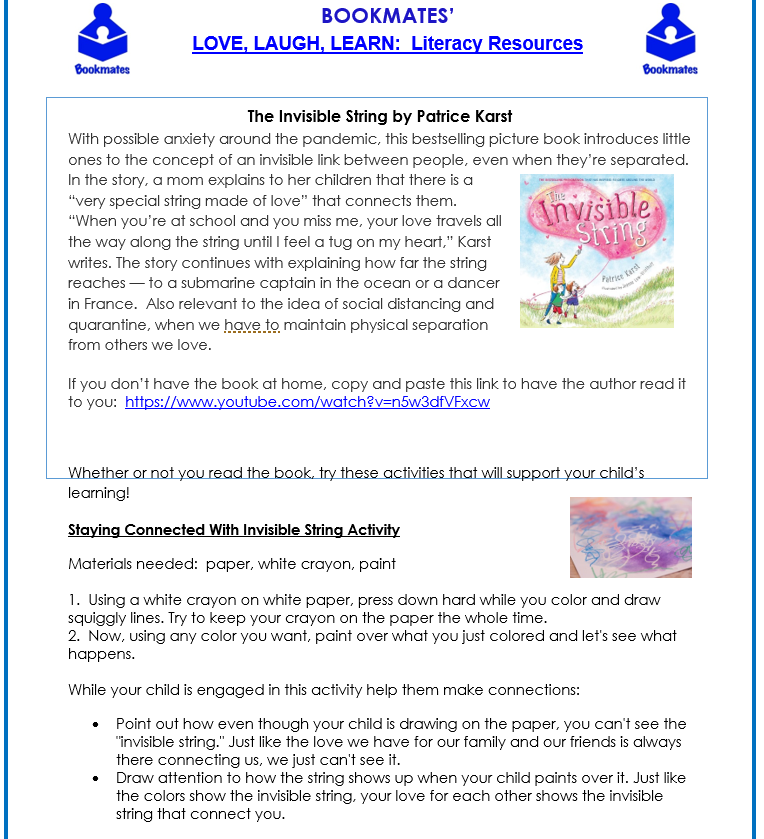 BOOKMATES’
LOVE, LAUGH, LEARN:  Literacy Resources
Bookmates
Bookmates
The Invisible String by Patrice Karst
With possible anxiety around the pandemic, this bestselling picture book introduces little
ones to the concept of an invisible link between people, even when they’re separated.
In the story, a mom explains to her children that there is a
“very special string made of love” that connects them.
“When you’re at school and you miss me, your love travels all
the way along the string until I feel a tug on my heart,” Karst
writes. The story continues with explaining how far the string
reaches — to a submarine captain in the ocean or a dancer
in France.  Also relevant to the idea of social distancing and
quarantine, when we have to maintain physical separation
from others we love.
The
Invisible
String
Patrice Karst
If you don’t have the book at home, copy and paste this link to have the author read it
to you:  https://www.youtube.com/watch?v=n5w3dfVFxcw
Whether or not you read the book, try these activities that will support your child’s
learning!
Staying Connected With Invisible String Activity
Materials needed:  paper, white crayon, paint
1.  Using a white crayon on white paper, press down hard while you color and draw
squiggly lines. Try to keep your crayon on the paper the whole time.
2.  Now, using any color you want, paint over what you just colored and let's see what
happens.
While your child is engaged in this activity help them make connections:
• Point out how even though your child is drawing on the paper, you can't see the
"invisible string." Just like the love we have for our family and our friends is always
there connecting us, we just can't see it.
• Draw attention to how the string shows up when your child paints over it. Just like
the colors show the invisible string, your love for each other shows the invisible
string that connect you.